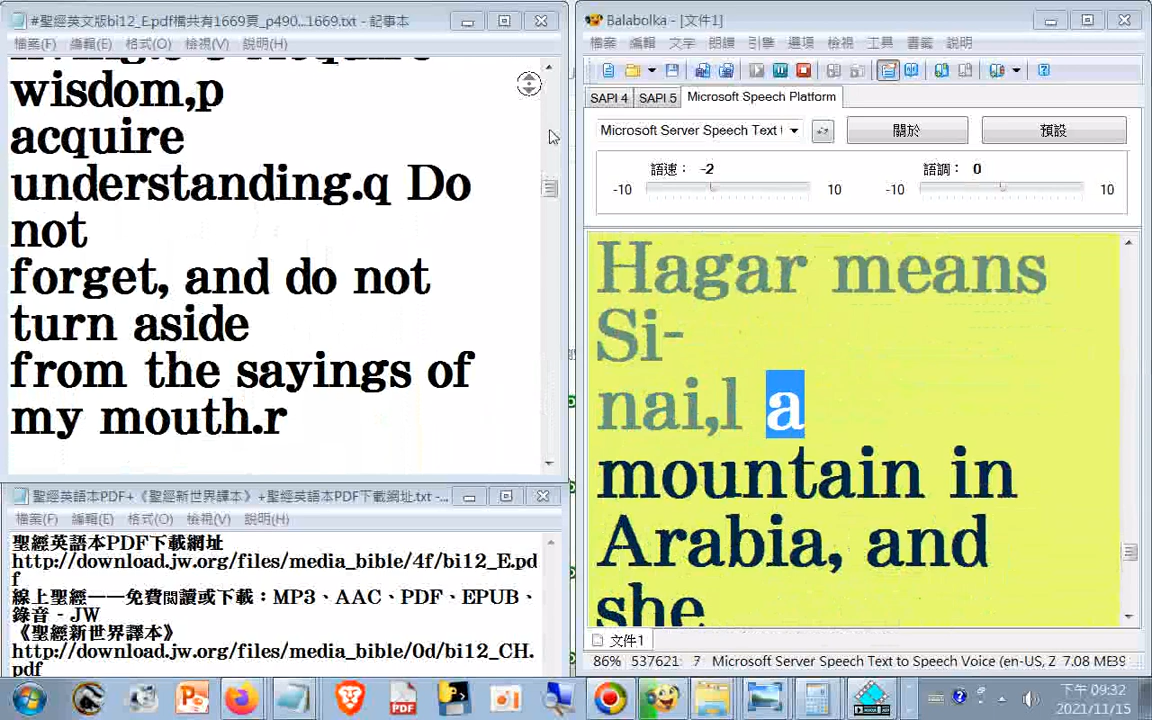 #聖經英文版bi12_E.pdf檔共有1669頁_p490...1669.txt - 記事本
檔案(F) 編輯(E) 格式(O) 檢視(V) 說明(H)
wisdom,p
acquire
understanding.q Do
not
forget, and do not
turn aside
from the sayings of
my mouth.r
聖經英語本PDF+《聖經新世界譯本》+聖經英語本PDF下載網址.txt - ...
檔案(F) 編輯(E) 格式(O) 檢視(V) 說明(H)
聖經英語本PDF下載網址
http://download.jw.org/files/media_bible/4f/bi12_E.pd
f
線上聖經——免費閱讀或下載：MP3、AAC、PDF、EPUB、
錄音 - JW
《聖經新世界譯本》
http://download.jw.org/files/media_bible/0d/bi12_CH.
pdf
Balabolka - [文件1]
檔案 編輯 文字 朗讀 引擎 選項 檢視 工具 書籤 說明
SAPI 4 SAPI 5 Microsoft Speech Platform
Microsoft Server Speech Text 關於 預設
語速： -2 語調： 0
-10 10 -10 10
Hagar means
Si-
nai,l a
mountain in
Arabia, and
she
文件1
86% 537621: 7 Microsoft Server Speech Text to Speech Voice (en-US, Z 7.08 MB
PDF
下午 09:32
2021/11/15